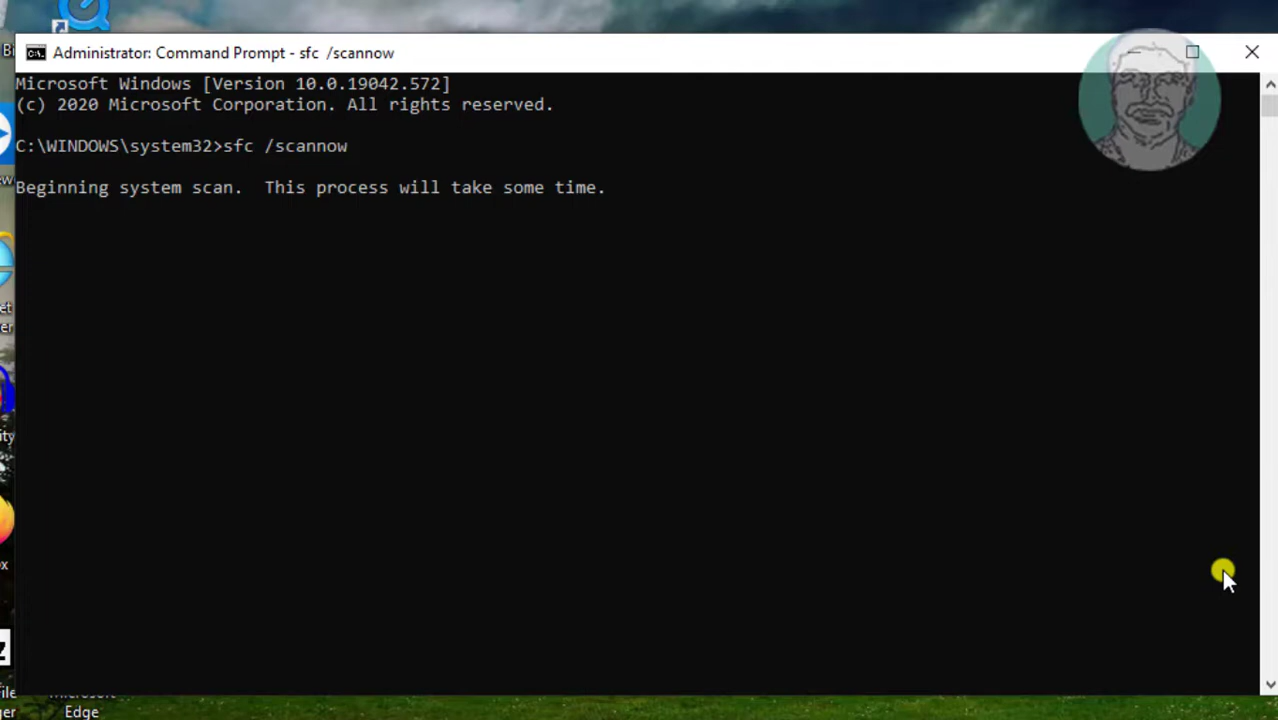 Administrator: Command Prompt - sfc /scannow
Microsoft Windows [Version 10.0.19042.572]
(c) 2020 Microsoft Corporation. All rights reserved.
C:\WINDOWS\system32>sfc /scannow
Beginning system scan.  This process will take some time.
Edge